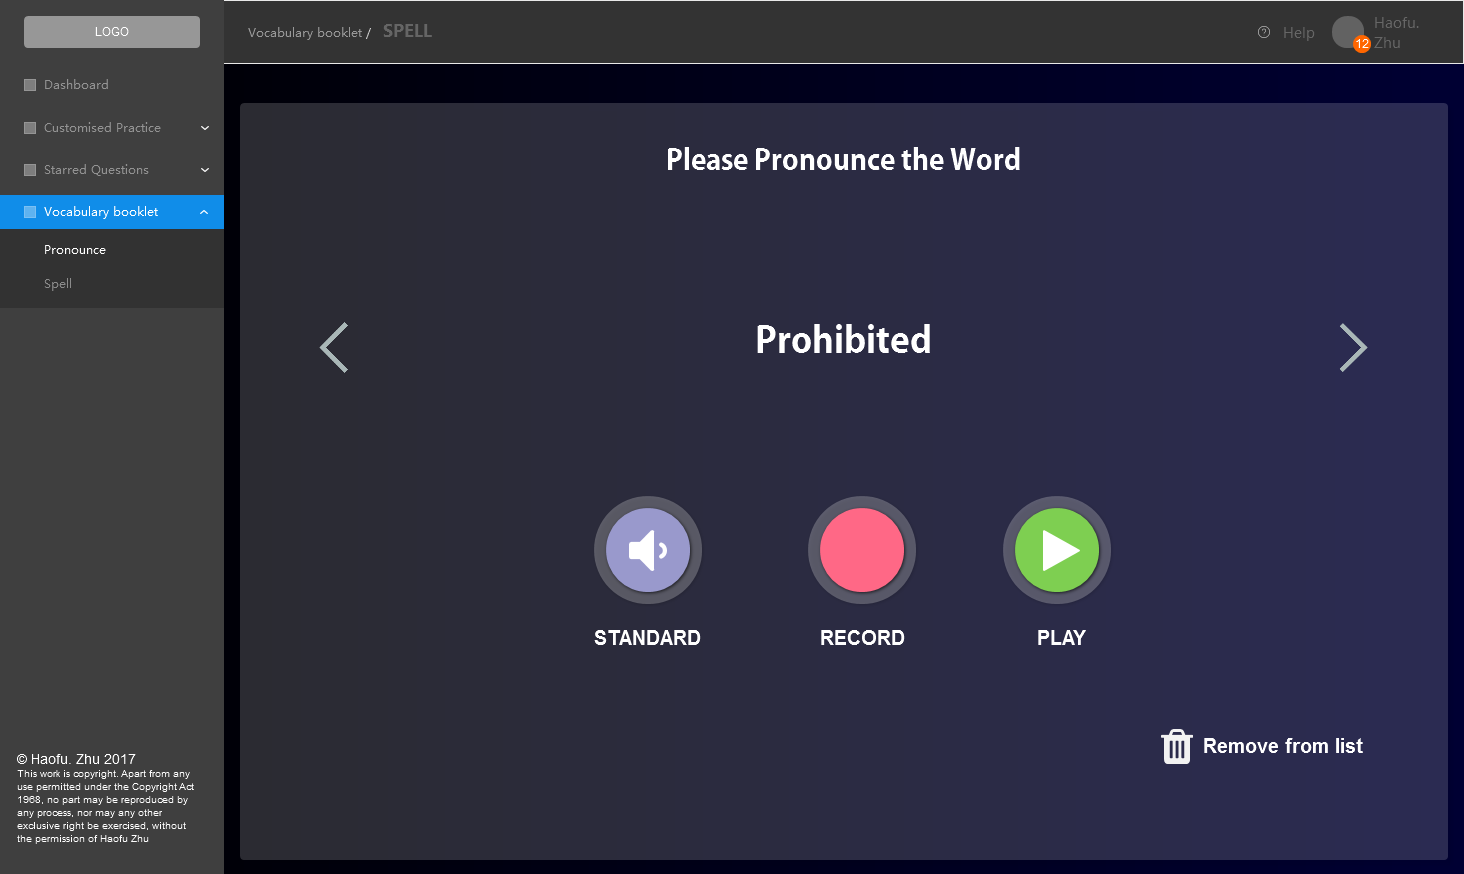 LOGO
Dashboard
Customised Practice
Starred Questions
Vocabulary booklet
Pronounce
Spell
© Haofu. Zhu 2017
This work is copyright. Apart from any
use permitted under the Copyright Act
1968, no part may be reproduced by
any process, nor may any other
exclusive right be exercised, without
the permission of Haofu Zhu
Vocabulary booklet / SPELL
Help
12
Haofu.
Zhu
Please Pronounce the Word
Prohibited
STANDARD
RECORD
PLAY
Remove from list